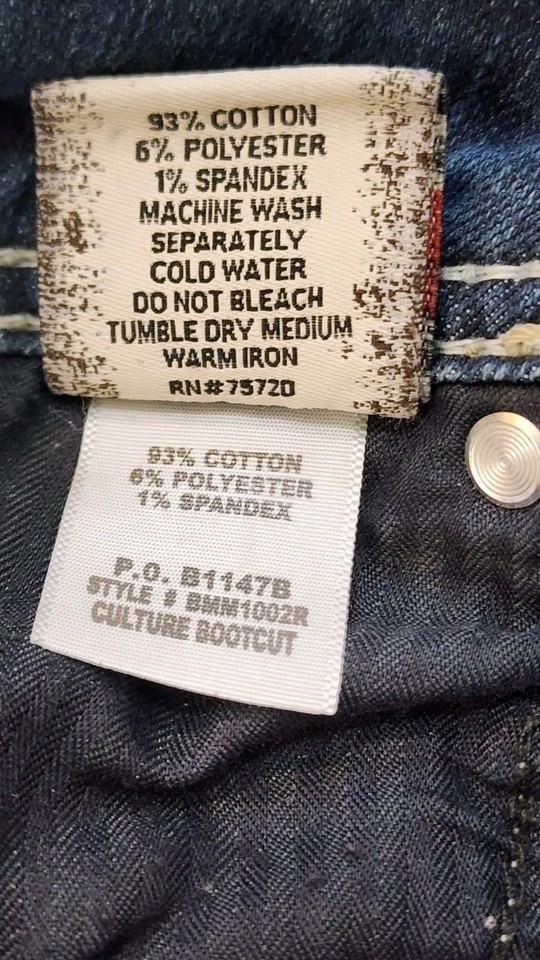 93% COTTON
6% POLYESTER
1% SPANDEX
MACHINE WASH
SEPARATELY
COLD WATER
DO NOT BLEACH
TUMBLE DRY MEDIUM
WARM IRON
RN#75720
93% COTTON
6% POLYESTER
1% SPANDEX
P.O. B1147B
STYLE # BMM1002R
CULTURE BOOTCUT